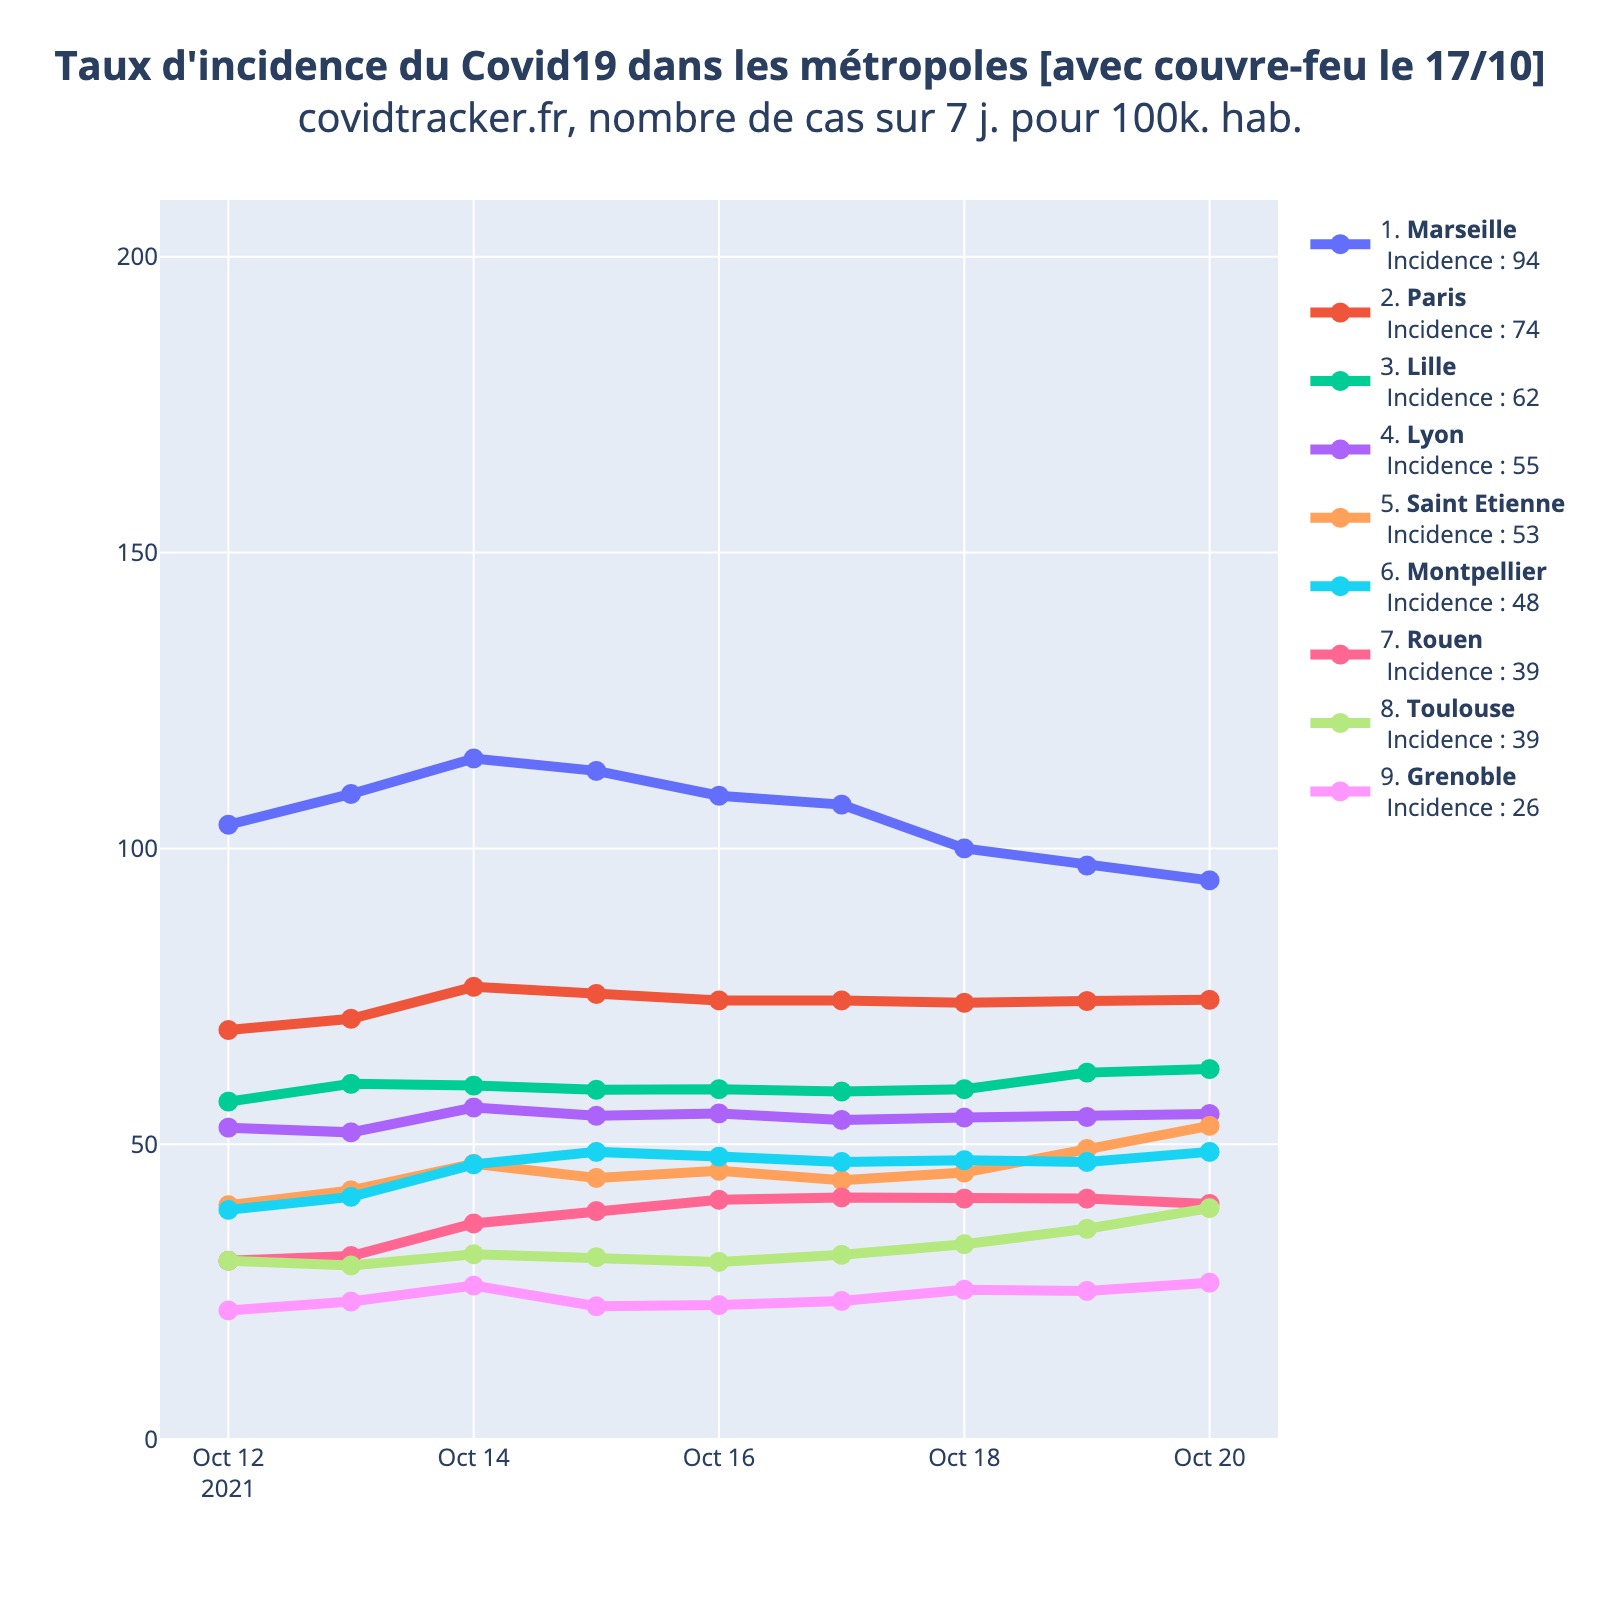 Taux d'incidence du Covid19 dans les métropoles [avec couvre-feu le 17/10]
covidtracker.fr, nombre de cas sur 7 j. pour 100k. hab.
200
150
100
50
0
Oct 12
2021
Oct 14
Oct 16
Oct 18
Oct 20
1. Marseille
Incidence : 94
2. Paris
Incidence : 74
3. Lille
Incidence : 62
4. Lyon
Incidence : 55
5. Saint Etienne
Incidence : 53
6. Montpellier
Incidence : 48
7. Rouen
Incidence : 39
8. Toulouse
Incidence : 39
9. Grenoble
Incidence : 26